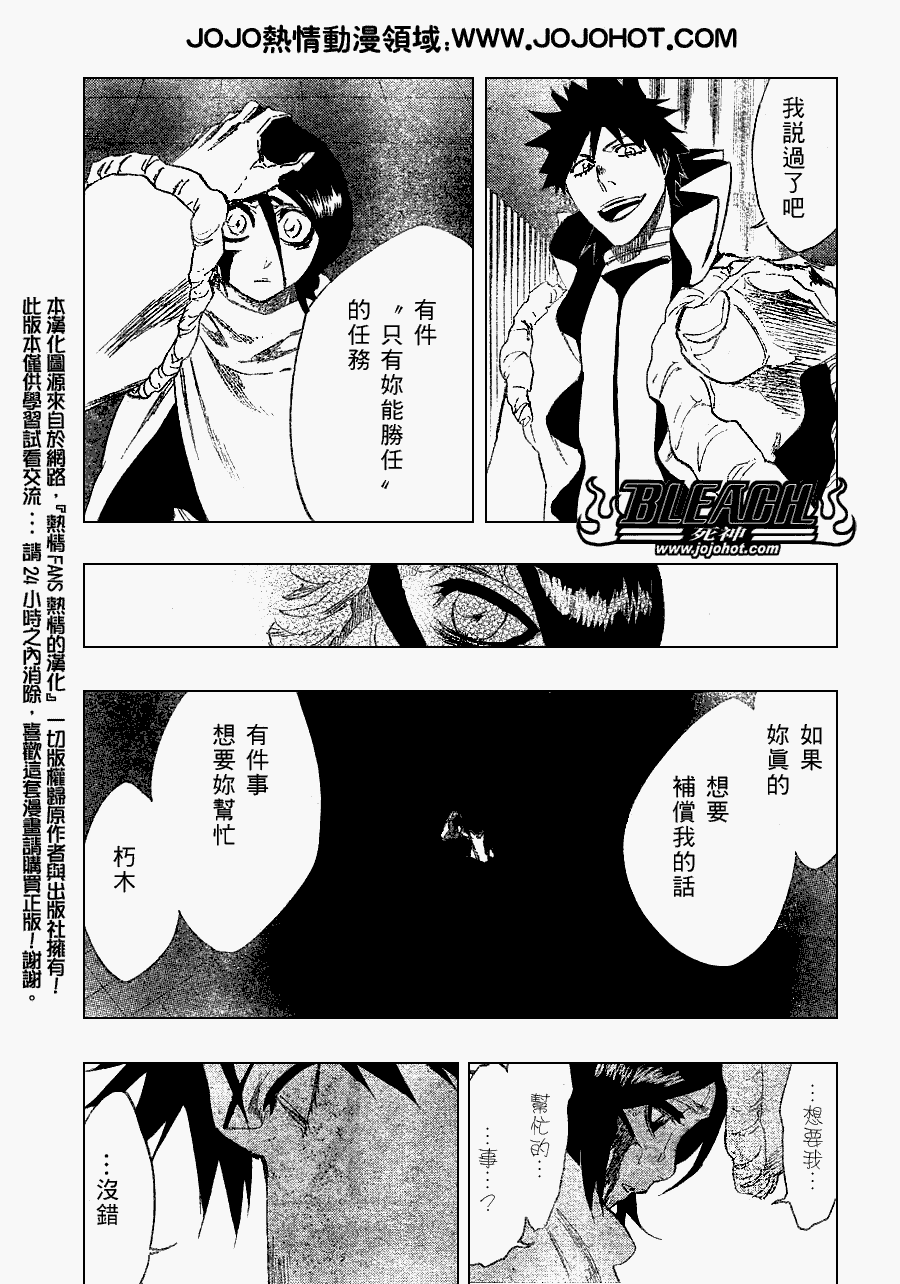 JOJO熱情動漫領域:WWW.JOJOHOT.COM
我説過了吧
有件
〝只有妳能勝任〞
的任務
BLEACH
死神
www.jojohot.com
如果
妳眞的
想要
補償我的話
有件事
想要妳幫忙
朽木
…想要我…
幫忙的…
…事…？
…沒錯
本漢化圖源來自於網路，『熱情FANS 熱情的漢化』一切版權歸原作者與出版社擁有！
此版本僅供學習試看交流… 請24小時之內消除，喜歡這套漫畫請購買正版！謝謝。